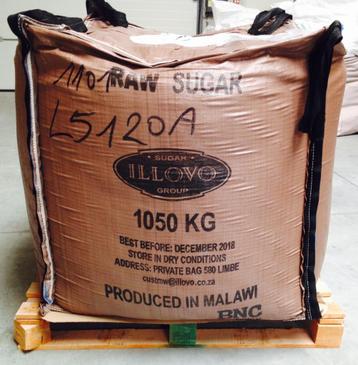 1101 RAW SUGAR
L5120A
SUGAR
ILLOVO
GROUP
1050 KG
BEST BEFORE: DECEMBER 2018
STORE IN DRY CONDITIONS
ADDRESS: PRIVATE BAG 580 LIMBE
custmw@illovo.co.za
PRODUCED IN MALAWI
BNC